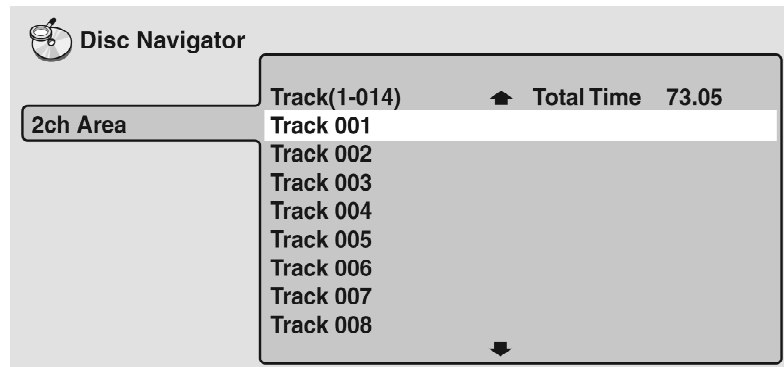 Disc Navigator
Track(1-014) Total Time 73.05
2ch Area
Track 001
Track 002
Track 003
Track 004
Track 005
Track 006
Track 007
Track 008